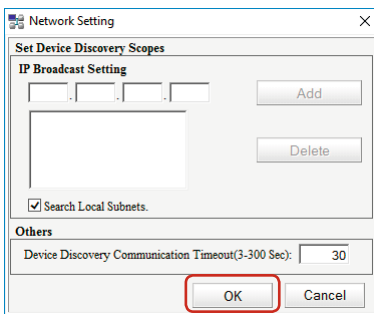 Network Setting
Set Device Discovery Scopes
IP Broadcast Setting
. . .
Add
Delete
Search Local Subnets.
Others
Device Discovery Communication Timeout(3-300 Sec): 30
OK Cancel